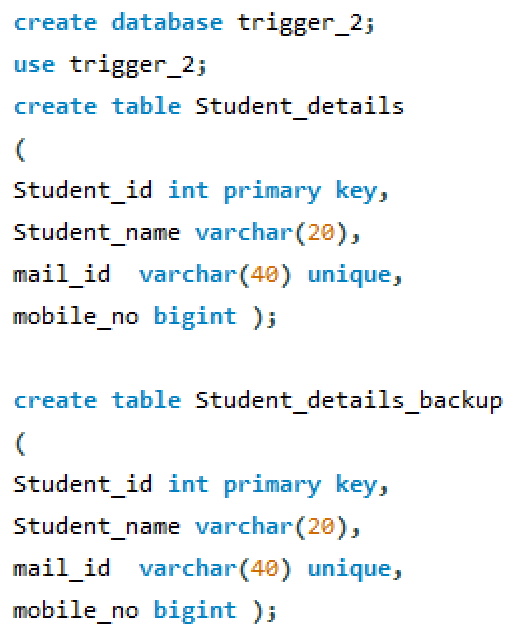 create database trigger_2;
use trigger_2;
create table Student_details
(
Student_id int primary key,
Student_name varchar(20),
mail_id  varchar(40) unique,
mobile_no bigint );

create table Student_details_backup
(
Student_id int primary key,
Student_name varchar(20),
mail_id  varchar(40) unique,
mobile_no bigint );